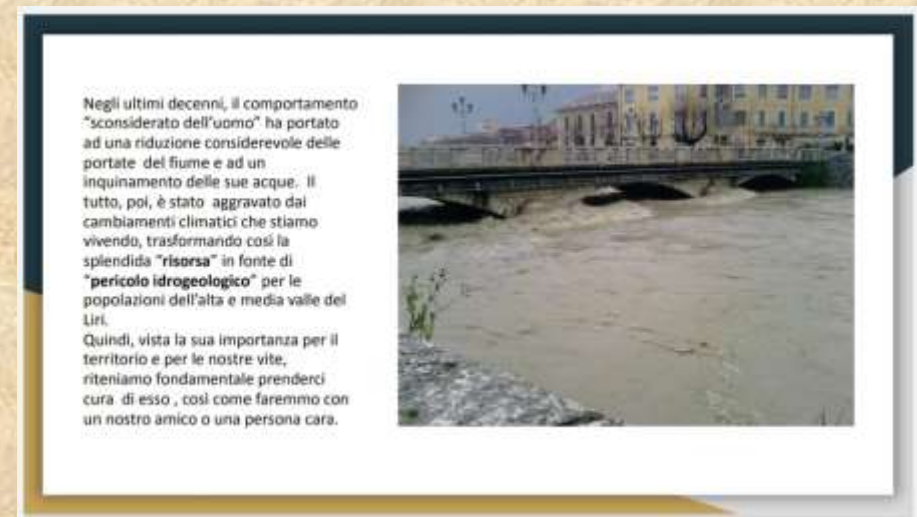 Negli ultimi decenni, il comportamento
"sconsiderato dell'uomo" ha portato
ad una riduzione considerevole delle
portate del fiume e ad un
inquinamento delle sue acque. Il
tutto, poi, è stato aggravato dai
cambiamenti climatici che stiamo
vivendo, trasformando così la
splendida "risorsa" in fonte di
"pericolo idrogeologico" per le
popolazioni dell'alta e media valle del
Liri.
Quindi, vista la sua importanza per il
territorio e per le nostre vite,
riteniamo fondamentale prenderci
cura di esso , così come faremmo con
un nostro amico o una persona cara.